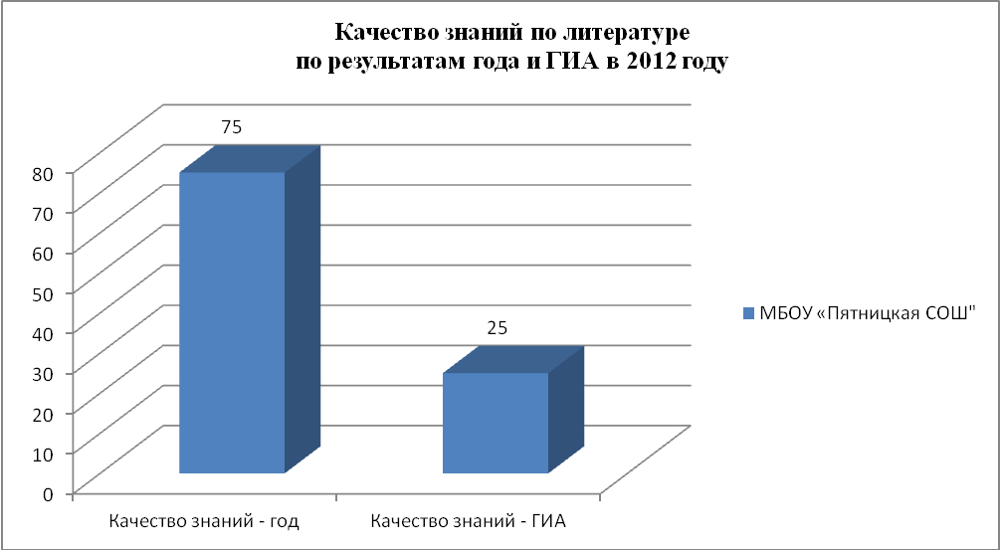 Качество знаний по литературе
по результатам года и ГИА в 2012 году
75
25
80
70
60
50
40
30
20
10
0
Качество знаний - год
Качество знаний - ГИА
МБОУ «Пятницкая СОШ"